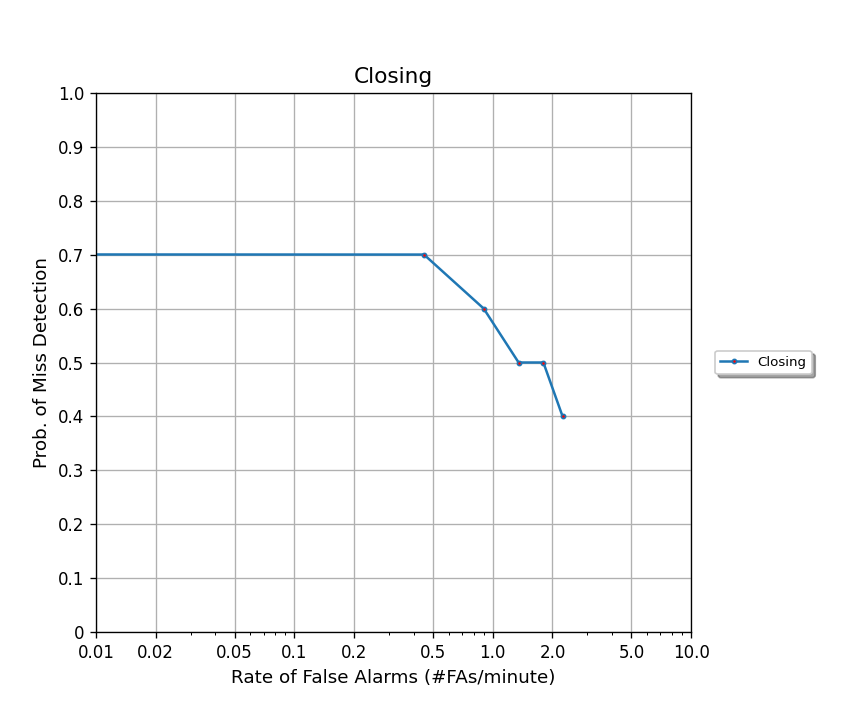 Closing
1.0
0.9
0.8
0.7
0.6
0.5
0.4
0.3
0.2
0.1
0
Prob. of Miss Detection
0.01 0.02 0.05 0.1 0.2 0.5 1.0 2.0 5.0 10.0
Rate of False Alarms (#FAs/minute)
Closing